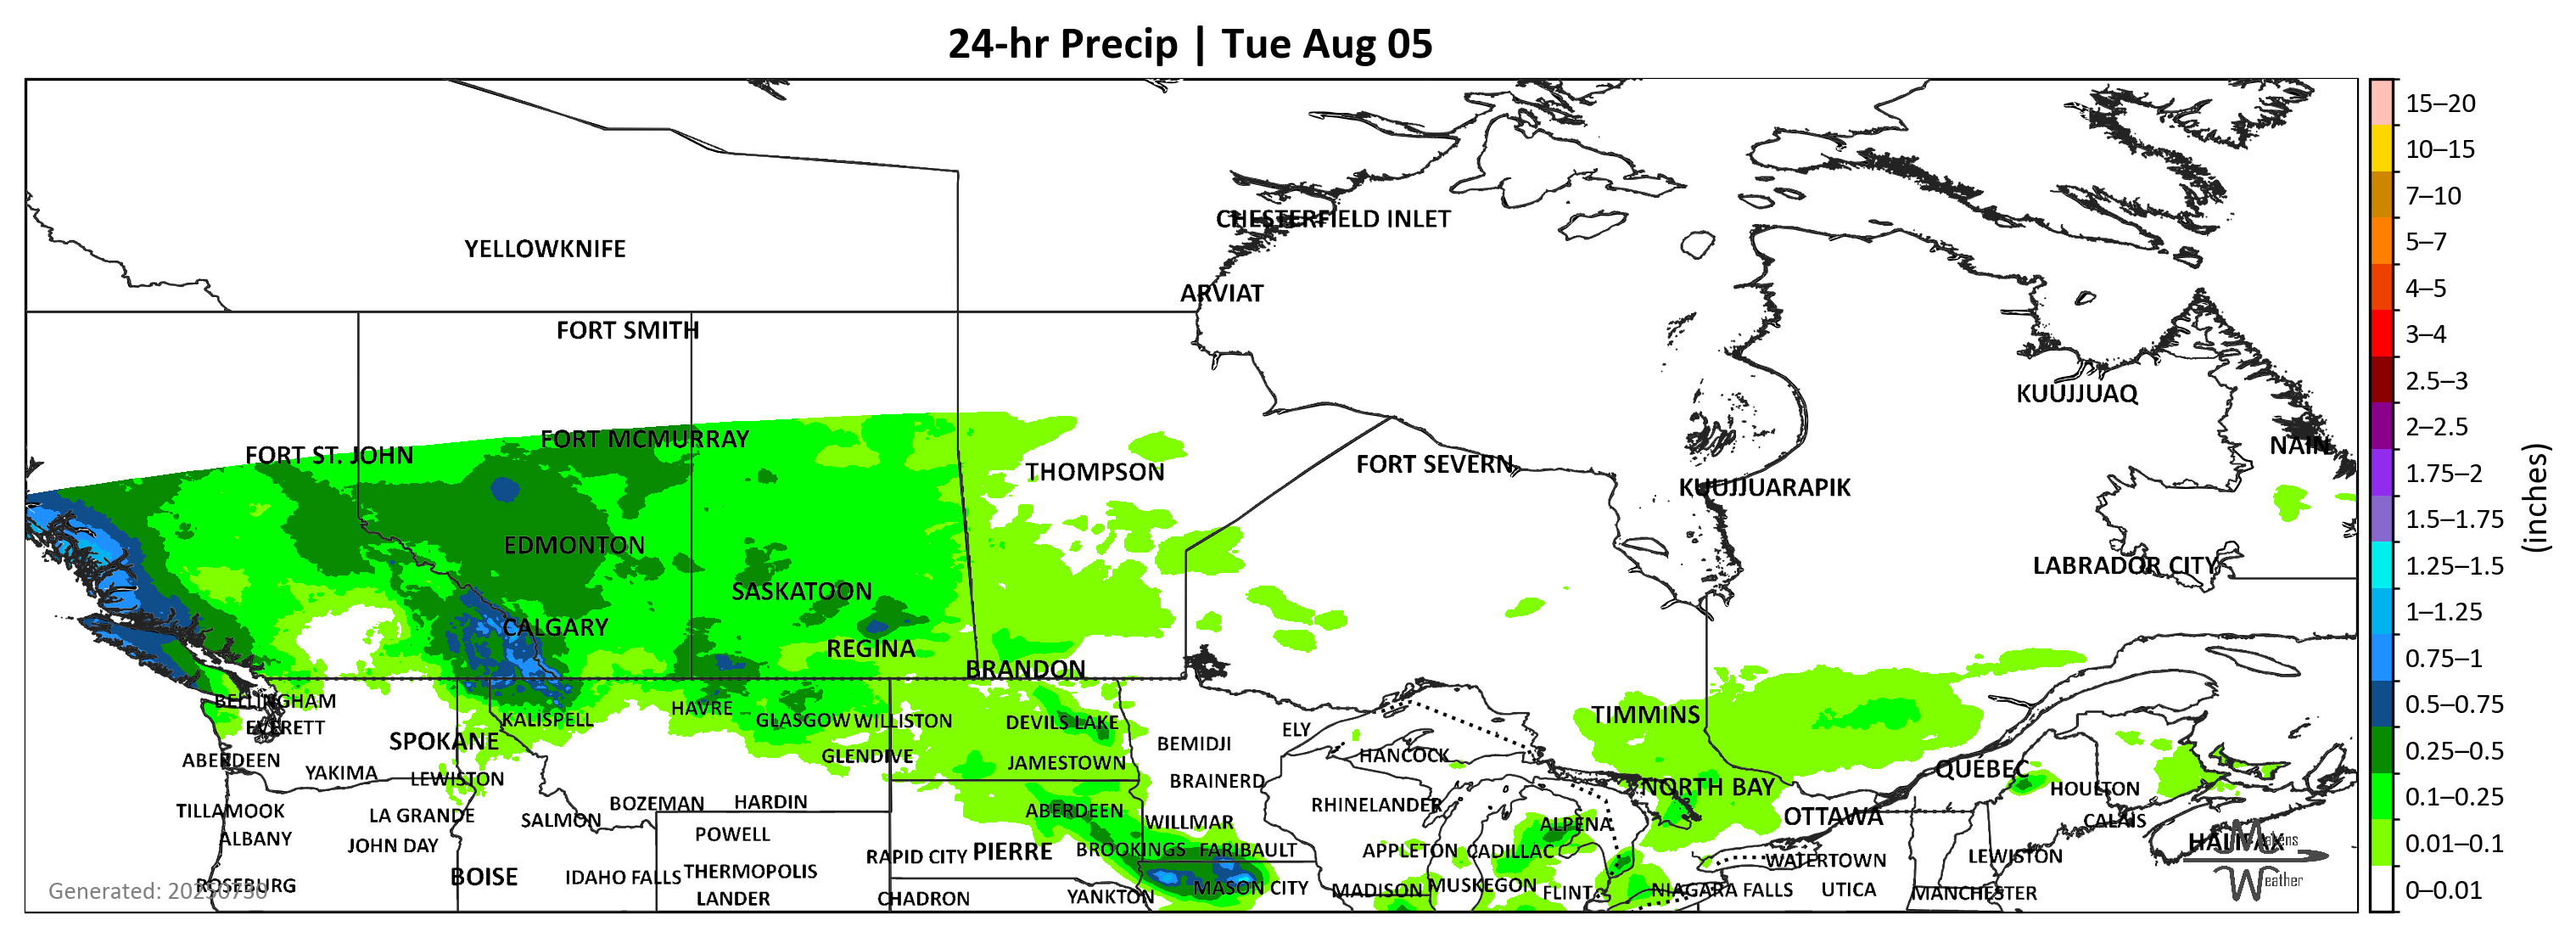 24-hr Precip | Tue Aug 05
CHESTERFIELD INLET
YELLOWKNIFE
ARVIAT
FORT SMITH
KUUJJUAQ
FORT MCMURRAY
NAIN
FORT ST. JOHN
FORT SEVERN
THOMPSON
KUUJJUARAPIK
EDMONTON
LABRADOR CITY
SASKATOON
CALGARY
REGINA
BRANDON
BELLINGHAM
HAVRE
TIMMINS
KALISPELL
GLASGOW
WILLISTON
DEVILS LAKE
EVERETT
ELY
SPOKANE
BEMIDJI
HANCOCK
ABERDEEN
GLENDIVE
JAMESTOWN
QUÉBEC
YAKIMA
LEWISTON
BRAINERD
NORTH BAY
HOULTON
BOZEMAN
HARDIN
RHINELANDER
TILLAMOOK
LA GRANDE
SALMON
ABERDEEN
WILLMAR
ALPENA
OTTAWA
CALAIS
ALBANY
JOHN DAY
POWELL
HALIFAX
Makens
Weather
RAPID CITY
PIERRE
BROOKINGS
FARIBAULT
APPLETON
CADILLAC
WATERTOWN
LEWISTON
BOISE
IDAHO FALLS
THERMOPOLIS
ROSEBURG
Generated: 20250730
MASON CITY
MADISON
MUSKEGON
FLINT
NIAGARA FALLS
UTICA
MANCHESTER
LANDER
CHADRON
YANKTON
15–20
10–15
7–10
5–7
4–5
3–4
2.5–3
2–2.5
1.75–2
1.5–1.75
1.25–1.5
1–1.25
0.75–1
0.5–0.75
0.25–0.5
0.1–0.25
0.01–0.1
0–0.01
(inches)